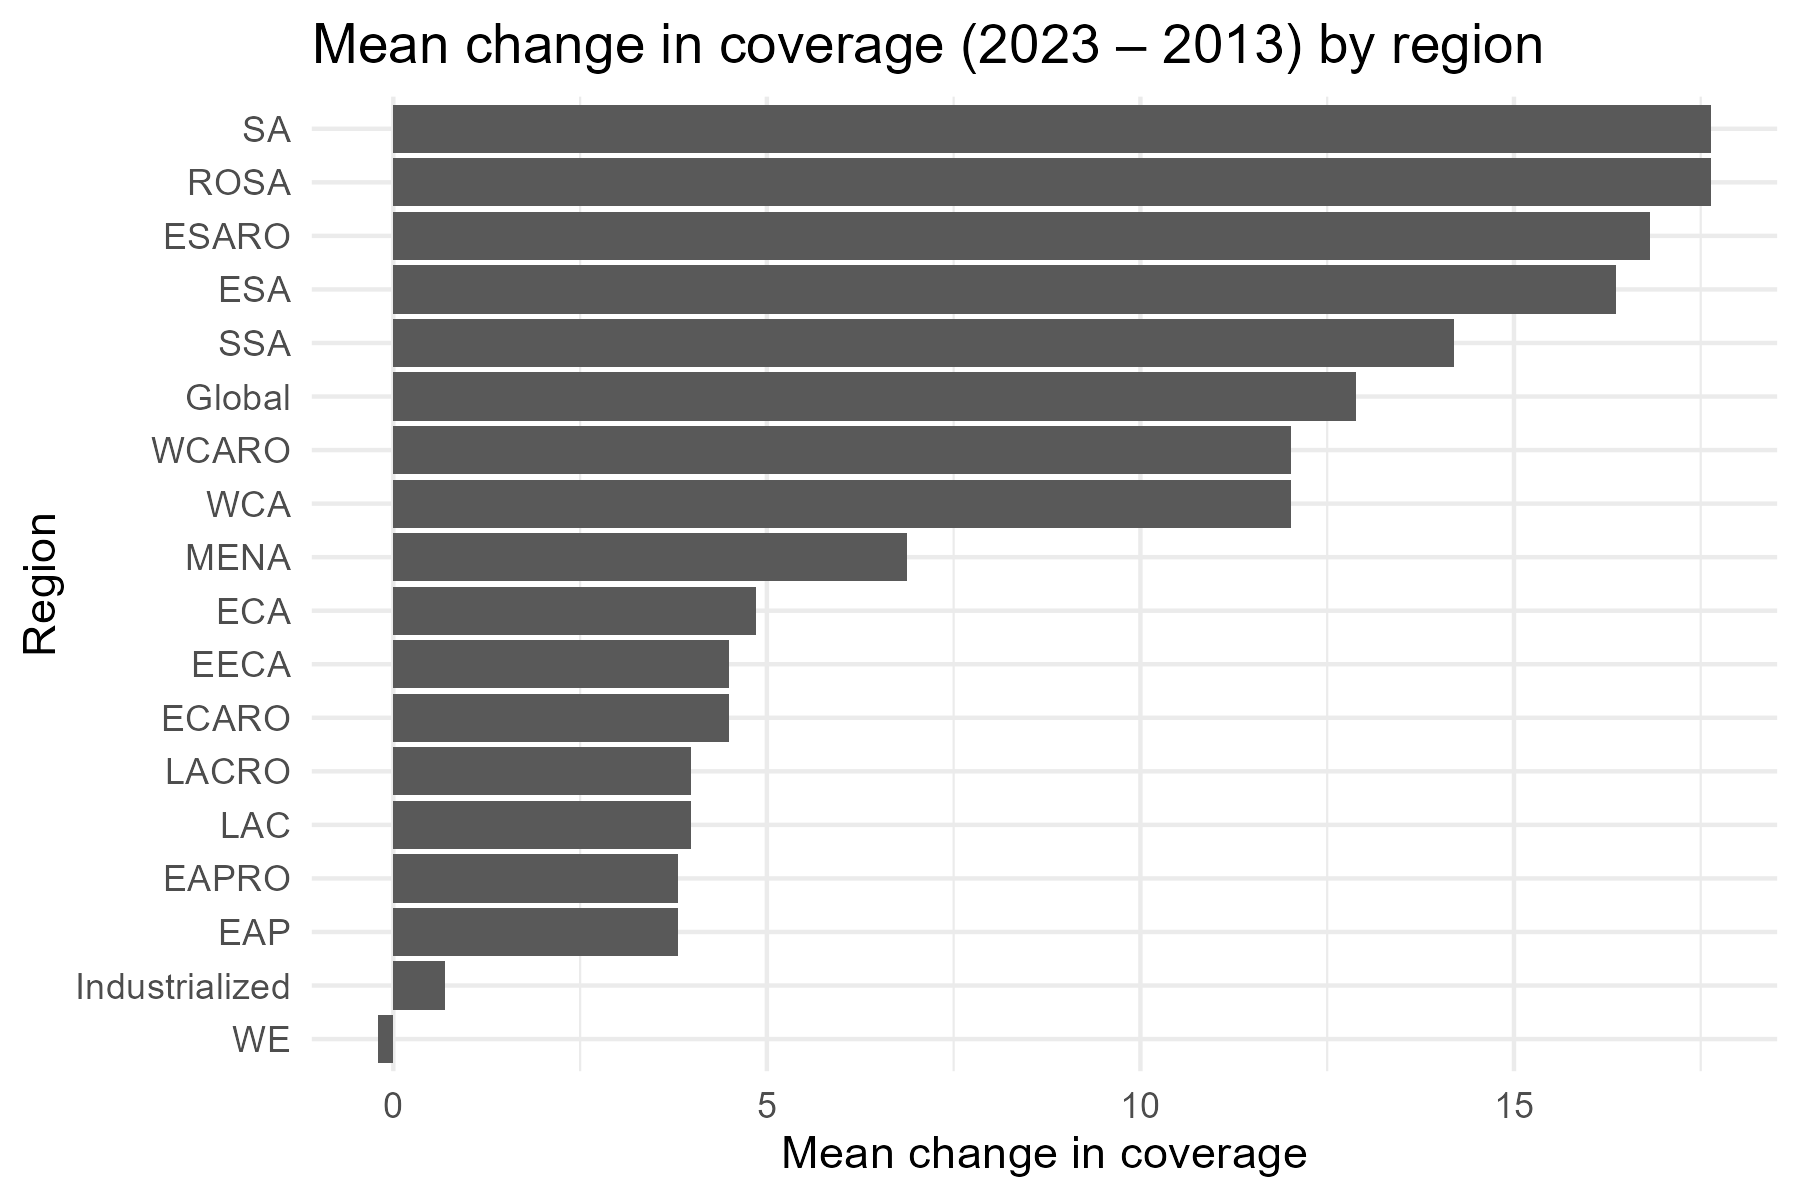 Mean change in coverage (2023 – 2013) by region
SA
ROSA
ESARO
ESA
SSA
Global
WCARO
WCA
MENA
ECA
EECA
ECARO
LACRO
LAC
EAPRO
EAP
Industrialized
WE
Region
0 5 10 15
Mean change in coverage